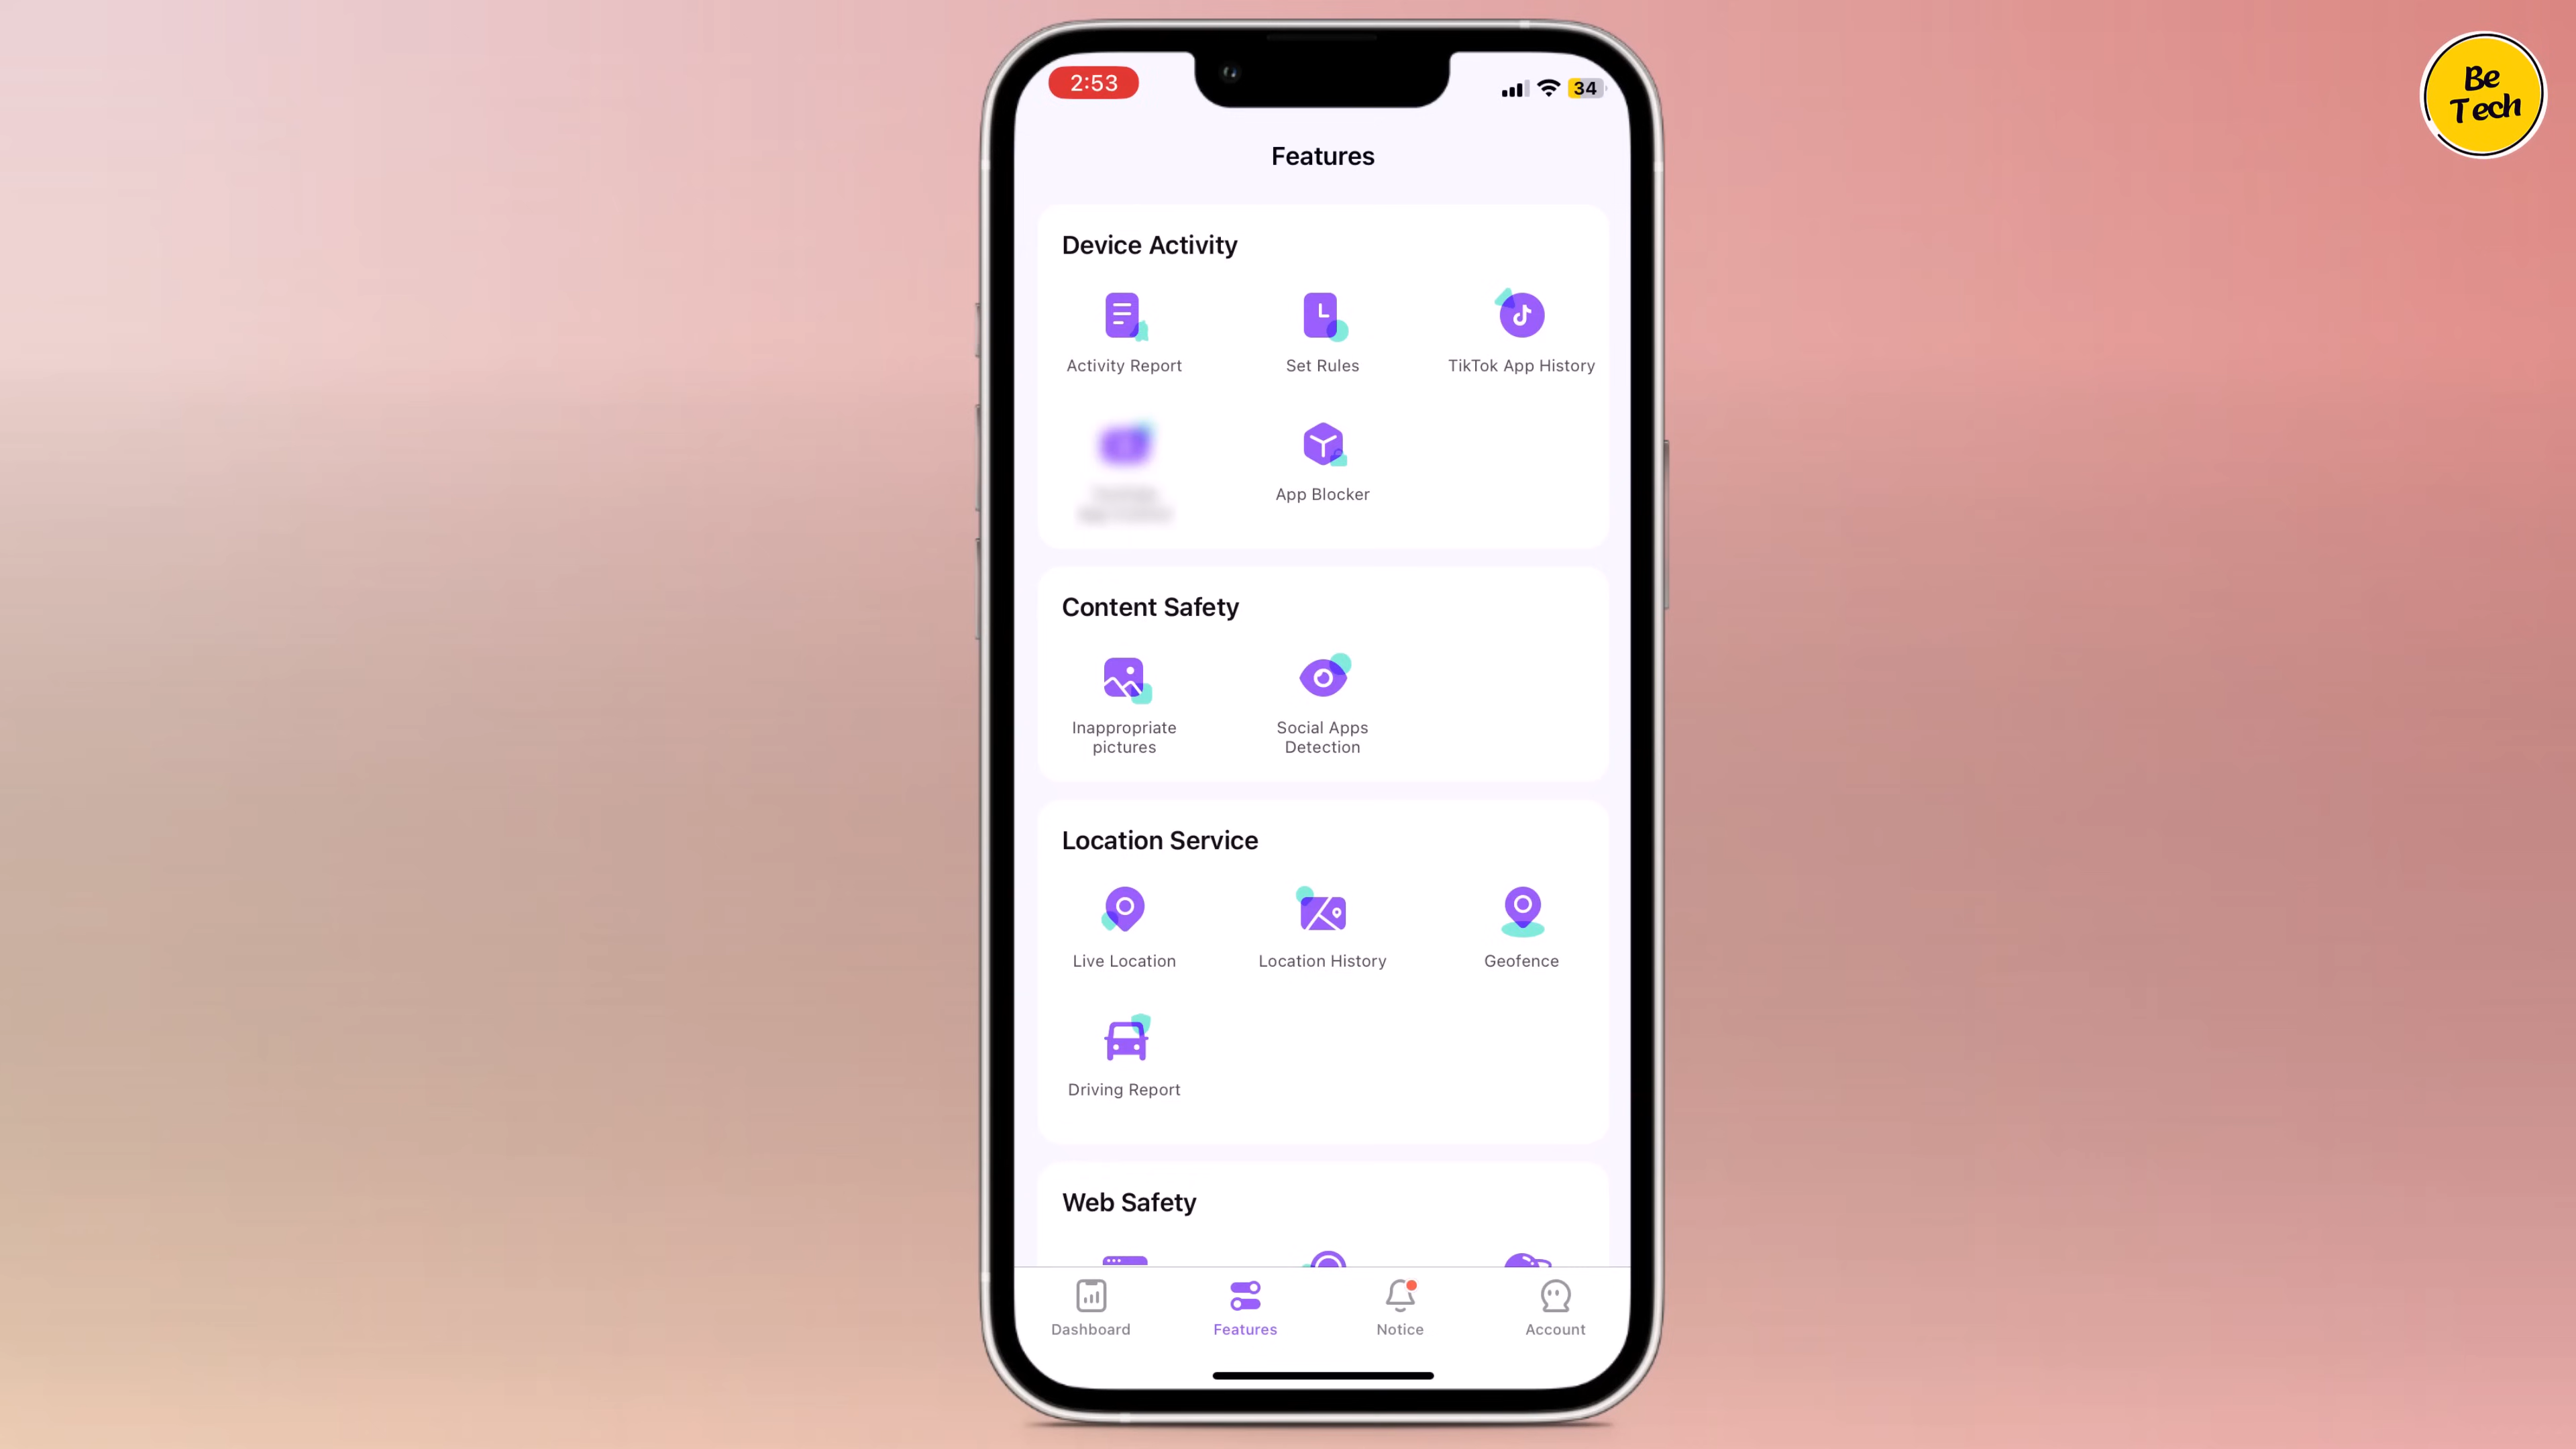 Be
Tech
2:53
34
Features
Device Activity
Activity Report
Set Rules
TikTok App History
App Blocker
Content Safety
Inappropriate
pictures
Social Apps
Detection
Location Service
Live Location
Location History
Geofence
Driving Report
Web Safety
Dashboard
Features
Notice
Account